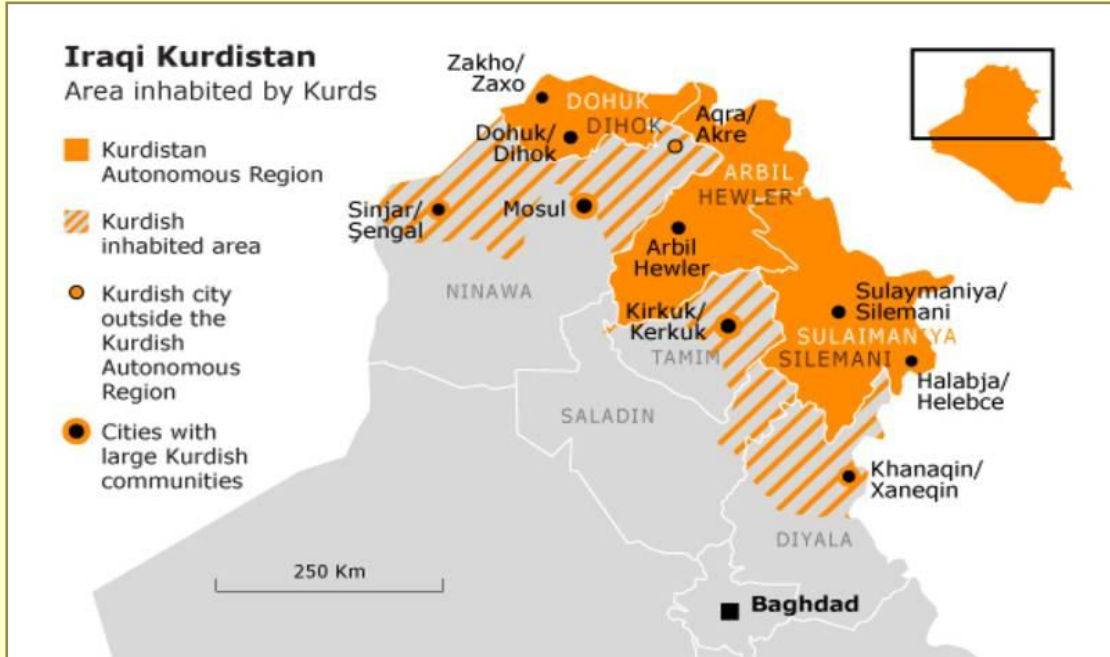 Iraqi Kurdistan
Area inhabited by Kurds
Kurdistan
Autonomous Region
Kurdish
inhabited area
Kurdish city
outside the
Kurdish
Autonomous
Region
Cities with
large Kurdish
communities
Zakho/
Zaxo
DOHUK
DIHOK
Dohuk/
Dihok
Aqra/
Akre
ARBIL
HEWLER
Sinjar/
Şengal
Mosul
Arbil
Hewler
NINAWA
Kirkuk/
Kerkuk
TAMIM
Sulaymaniya/
Silemani
SULAIMANIYA
SILEMANI
Halabja/
Helebce
SALADIN
Khanaqin/
Xaneqin
DIYALA
250 Km
Baghdad